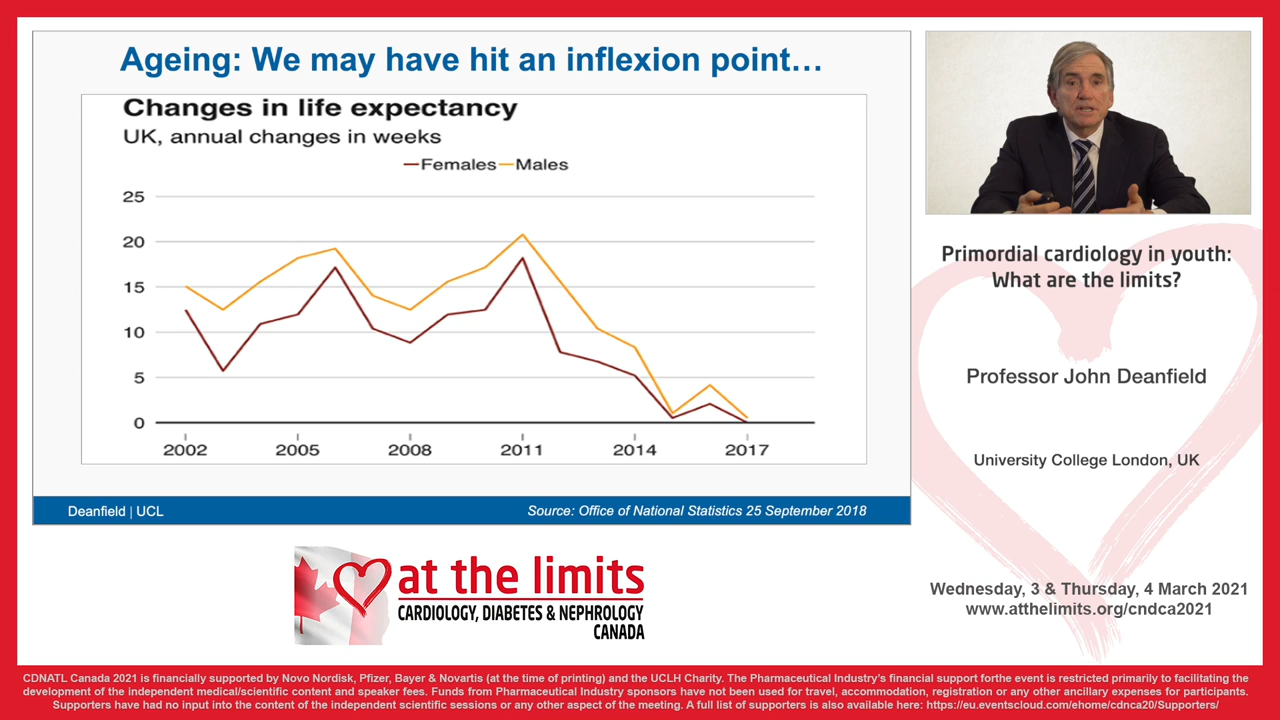 Ageing: We may have hit an inflexion point…
Changes in life expectancy
UK, annual changes in weeks
Females Males
25
20
15
10
5
0
2002 2005 2008 2011 2014 2017
Deanfield | UCL
Source: Office of National Statistics 25 September 2018
Primordial cardiology in youth:
What are the limits?
Professor John Deanfield
University College London, UK
at the limits
CARDIOLOGY, DIABETES & NEPHROLOGY
CANADA
Wednesday, 3 & Thursday, 4 March 2021
www.atthelimits.org/cndca2021
CDNATL Canada 2021 is financially supported by Novo Nordisk, Pfizer, Bayer & Novartis (at the time of printing) and the UCLH Charity. The Pharmaceutical Industry's financial support forthe event is restricted primarily to facilitating the
development of the independent medical/scientific content and speaker fees. Funds from Pharmaceutical Industry sponsors have not been used for travel, accommodation, registration or any other ancillary expenses for participants.
Supporters have had no input into the content of the independent scientific sessions or any other aspect of the meeting. A full list of supporters is also available here: https://eu.eventscloud.com/ehome/cdnca20/Supporters/